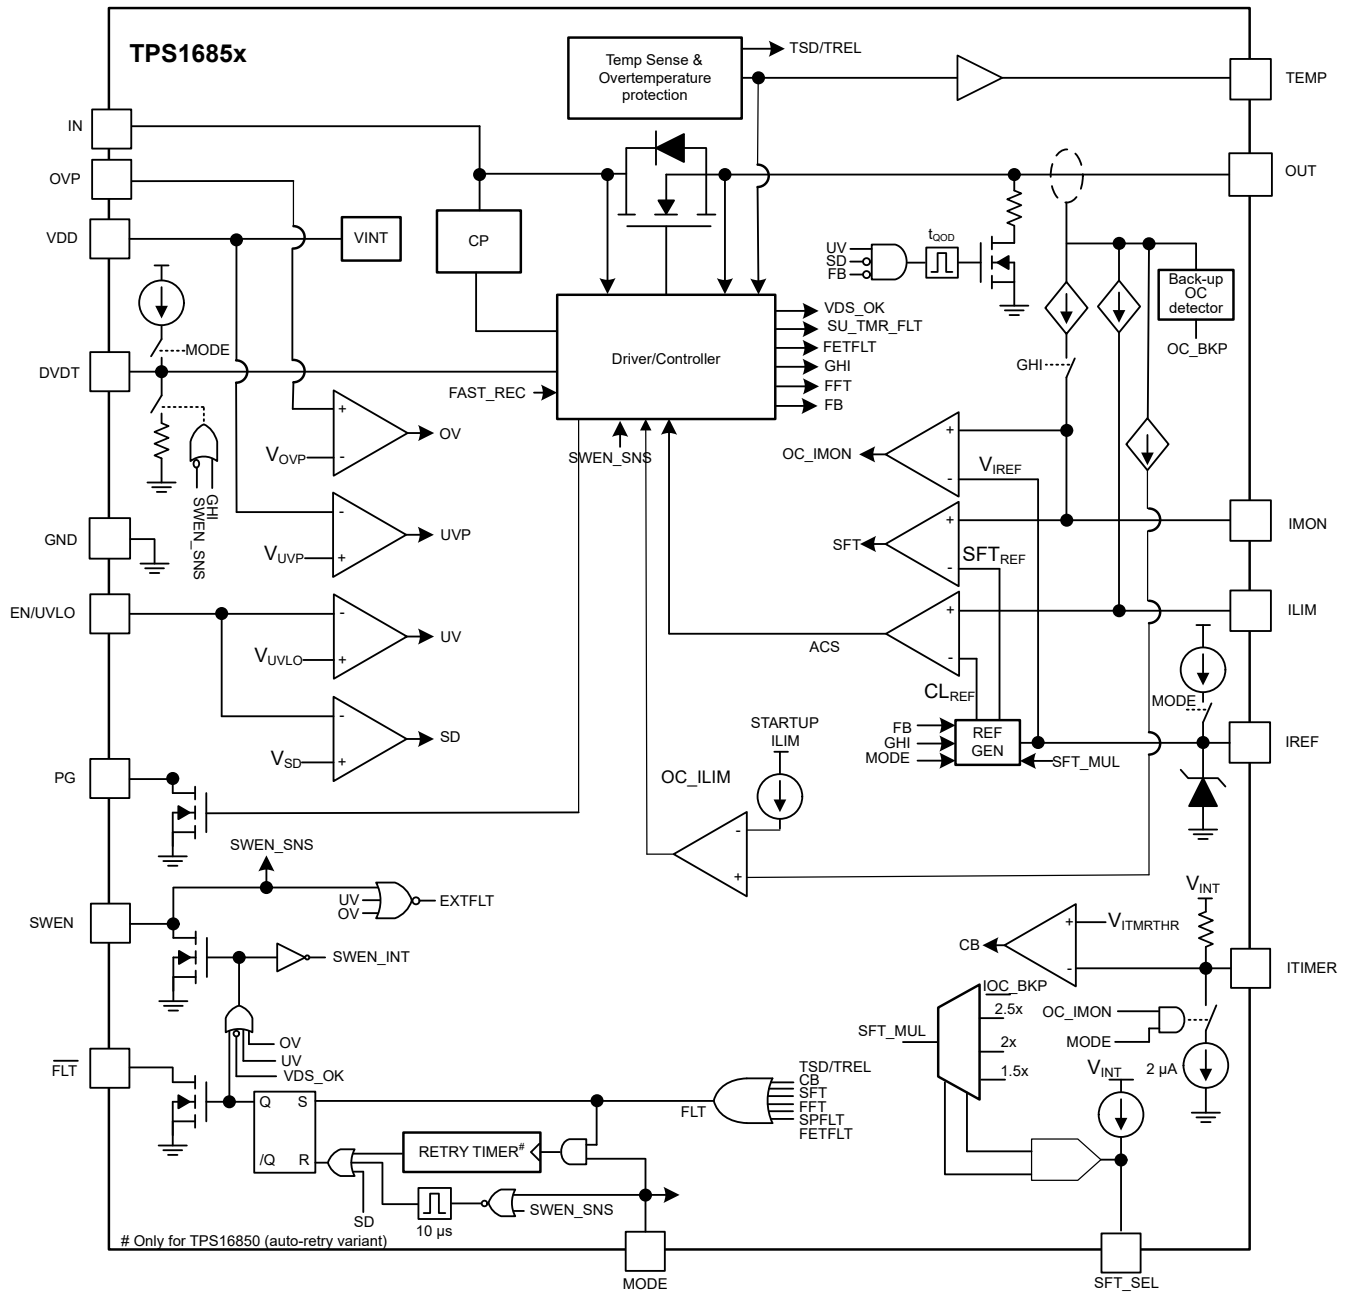 TPS1685x
Temp Sense &
Overtemperature
protection
TSD/TREL
TEMP
IN
OVP
OUT
VDD
VINT
CP
UV
SD
FB
tQOD
Back-up
OC
detector
OC_BKP
MODE
DVDT
Driver/Controller
VDS_OK
SU_TMR_FLT
FETFLT
GHI
FFT
FB
GHI
FAST_REC
SWEN_SNS
+
-
VOVP
OV
SWEN_SNS
GHI
OC_IMON
+
-
VIREF
GND
-
+
VUVP
UVP
SFT
+
-
SFTREF
IMON
EN/UVLO
-
+
VUVLO
UV
ACS
+
-
CLREF
ILIM
-
+
VSD
SD
STARTUP
ILIM
FB
GHI
MODE
REF
GEN
SFT_MUL
MODE
IREF
PG
OC_ILIM
-
+
SWEN_SNS
UV
OV
EXTFLT
SWEN
SWEN_INT
VINT
CB
+
-
VITMRTHR
ITIMER
IOC_BKP
2.5x
2x
1.5x
SFT_MUL
OC_IMON
MODE
2 µA
VINT
OV
UV
VDS_OK
FLT
Q
S
/Q
R
FLT
TSD/TREL
CB
SFT
FFT
SPFLT
FETFLT
RETRY TIMER#
SD
10 µs
SWEN_SNS
# Only for TPS16850 (auto-retry variant)
MODE
SFT_SEL